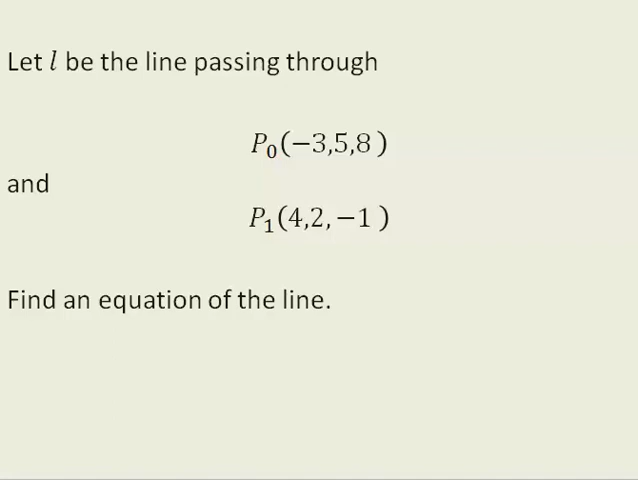 Let l be the line passing through
P₀(−3,5,8 )
and
P₁(4,2, −1 )
Find an equation of the line.